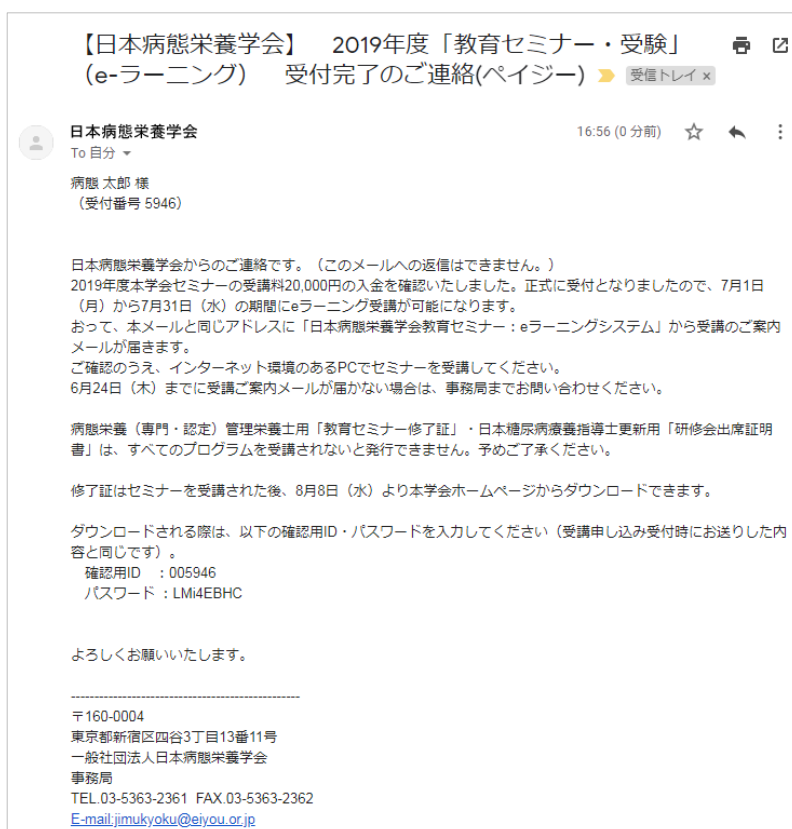 【日本病態栄養学会】　2019年度「教育セミナー・受験」
（e-ラーニング）　受付完了のご連絡(ペイジー)
受信トレイ ×
日本病態栄養学会
16:56 (0 分前)
To 自分
病態 太郎 様
（受付番号 5946）
日本病態栄養学会からのご連絡です。（このメールへの返信はできません。）
2019年度本学会セミナーの受講料20,000円の入金を確認いたしました。正式に受付となりましたので、7月1日
（月）から7月31日（水）の期間にeラーニング受講が可能になります。
おって、本メールと同じアドレスに「日本病態栄養学会教育セミナー：eラーニングシステム」から受講のご案内
メールが届きます。
ご確認のうえ、インターネット環境のあるPCでセミナーを受講してください。
6月24日（木）までに受講ご案内メールが届かない場合は、事務局までお問い合わせください。
病態栄養（専門・認定）管理栄養士用「教育セミナー修了証」・日本糖尿病療養指導士更新用「研修会出席証明
書」は、すべてのプログラムを受講されないと発行できません。予めご了承ください。
修了証はセミナーを受講された後、8月8日（水）より本学会ホームページからダウンロードできます。
ダウンロードされる際は、以下の確認用ID・パスワードを入力してください（受講申し込み受付時にお送りした内
容と同じです）。
確認用ID　：005946
パスワード ：LMi4EBHC
よろしくお願いいたします。
-------------------------------------------------
〒160-0004
東京都新宿区四谷3丁目13番11号
一般社団法人日本病態栄養学会
事務局
TEL.03-5363-2361 FAX.03-5363-2362
E-mail:jimukyoku@eiyou.or.jp